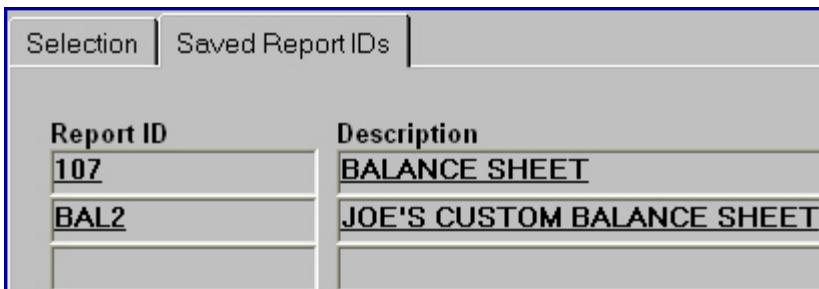 Selection Saved Report IDs
Report ID Description
107 BALANCE SHEET
BAL2 JOE'S CUSTOM BALANCE SHEET